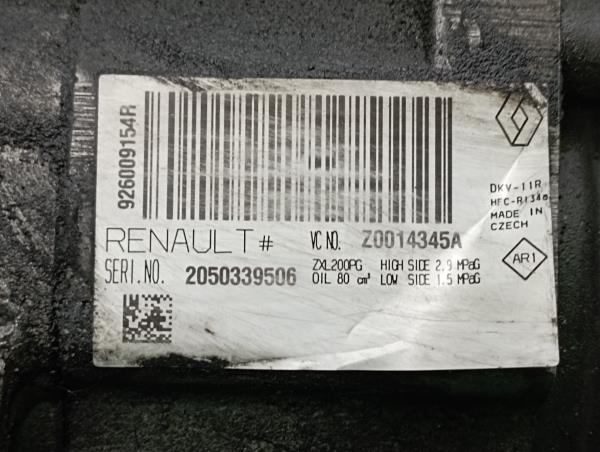 926009154R
DKV-11R
HFC-R134a
MADE IN
CZECH
RENAULT # VC NO. Z0014345A
SERI.NO. 2050339506
ZXL200PG HIGH SIDE 2.9 MPaG
OIL 80 cm³ LOW SIDE 1.5 MPaG
AR1